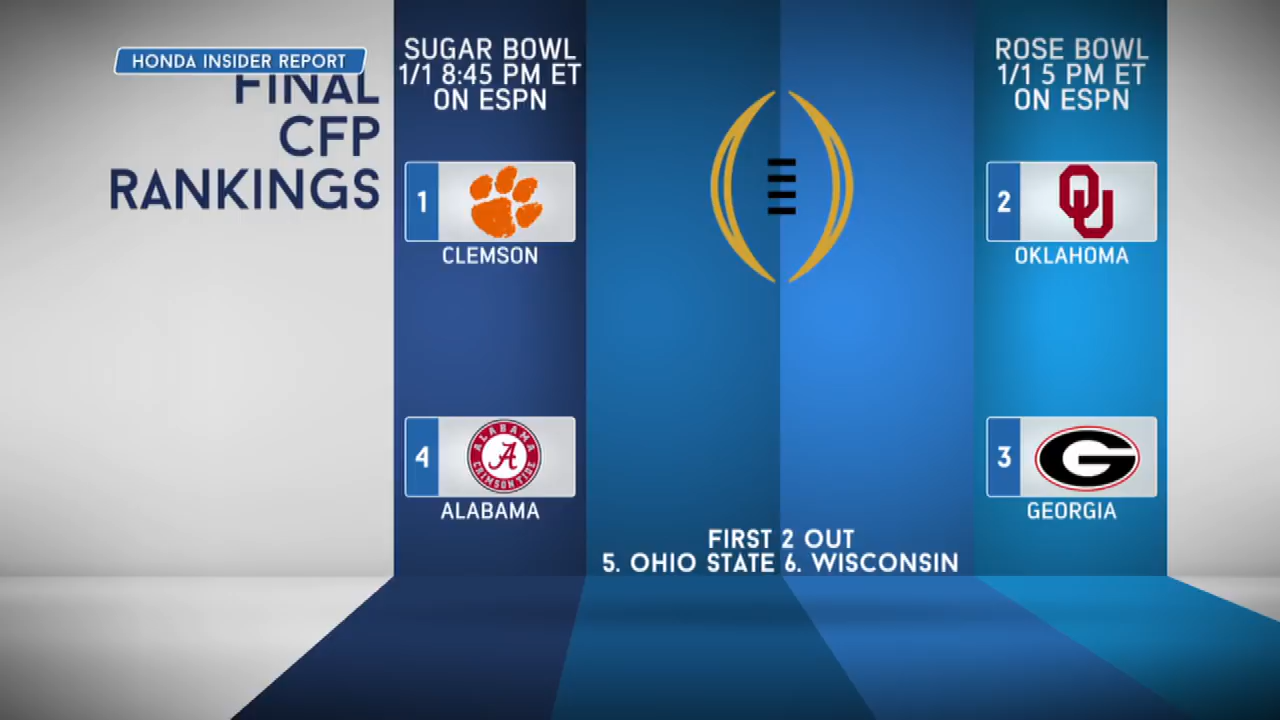 HONDA INSIDER REPORT
FINAL
CFP
RANKINGS
SUGAR BOWL
1/1 8:45 PM ET
ON ESPN
1
CLEMSON
4
ALABAMA
CRIMSON TIDE
A
ALABAMA
ROSE BOWL
1/1 5 PM ET
ON ESPN
2
OU
OKLAHOMA
3
G
GEORGIA
FIRST 2 OUT
5. OHIO STATE 6. WISCONSIN